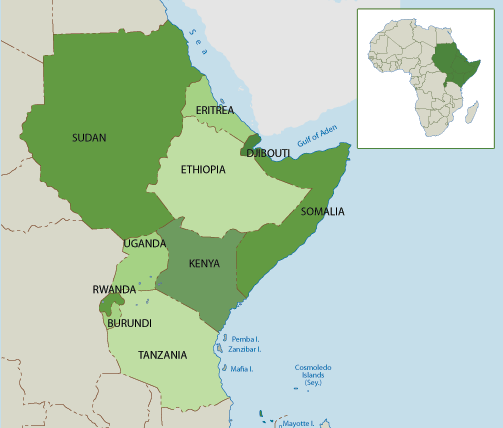 Sea
ERITREA
SUDAN
Gulf of Aden
DJIBOUTI
ETHIOPIA
SOMALIA
UGANDA
KENYA
RWANDA
BURUNDI
Pemba I.
Zanzibar I.
TANZANIA
Mafia I.
Cosmoledo
Islands
(Sey.)
Mayotte I.